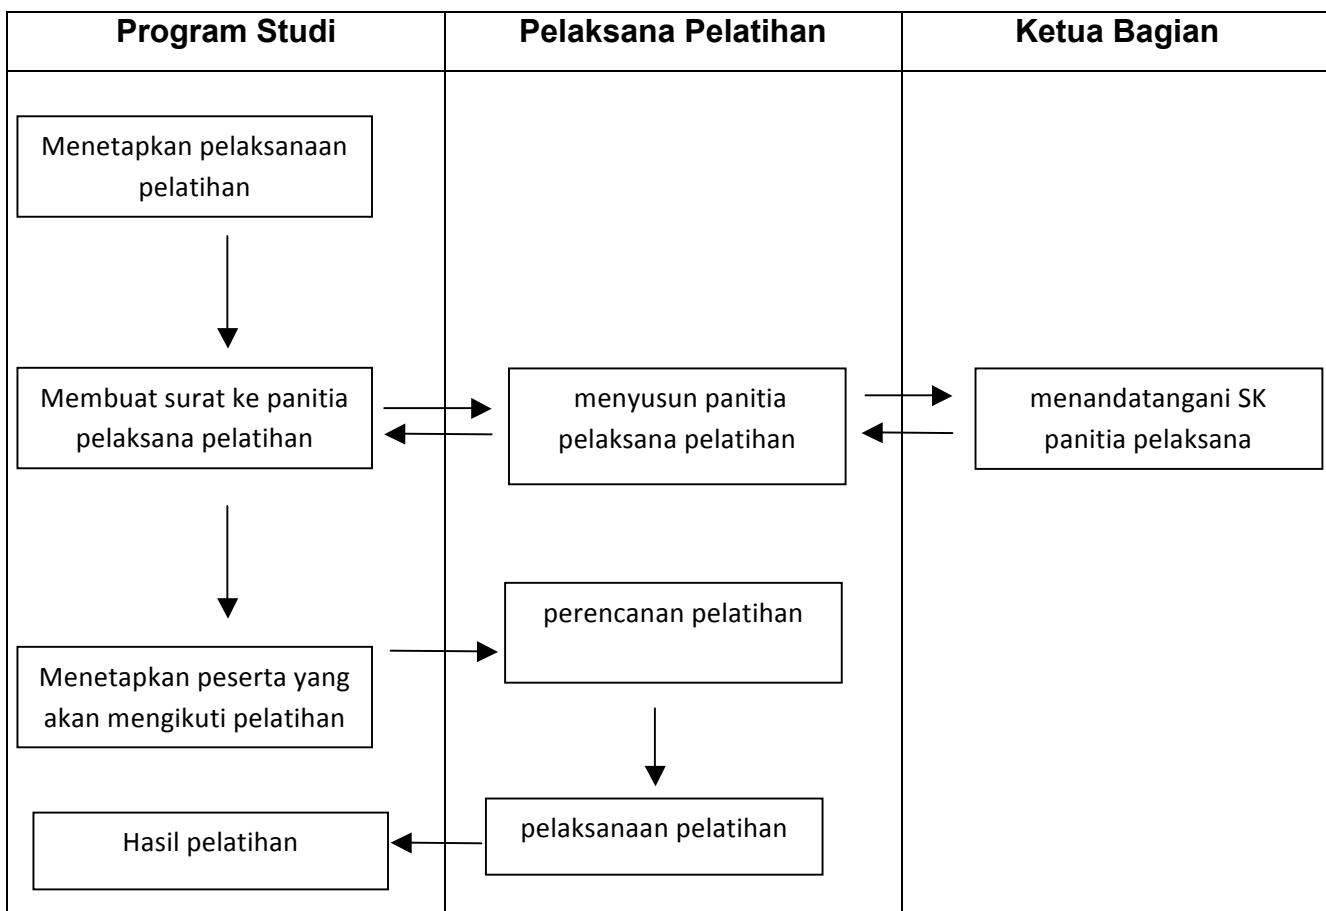 Program Studi
Pelaksana Pelatihan
Ketua Bagian
Menetapkan pelaksanaan
pelatihan
Membuat surat ke panitia
pelaksana pelatihan
menyusun panitia
pelaksana pelatihan
menandatangani SK
panitia pelaksana
Menetapkan peserta yang
akan mengikuti pelatihan
perencanan pelatihan
pelaksanaan pelatihan
Hasil pelatihan